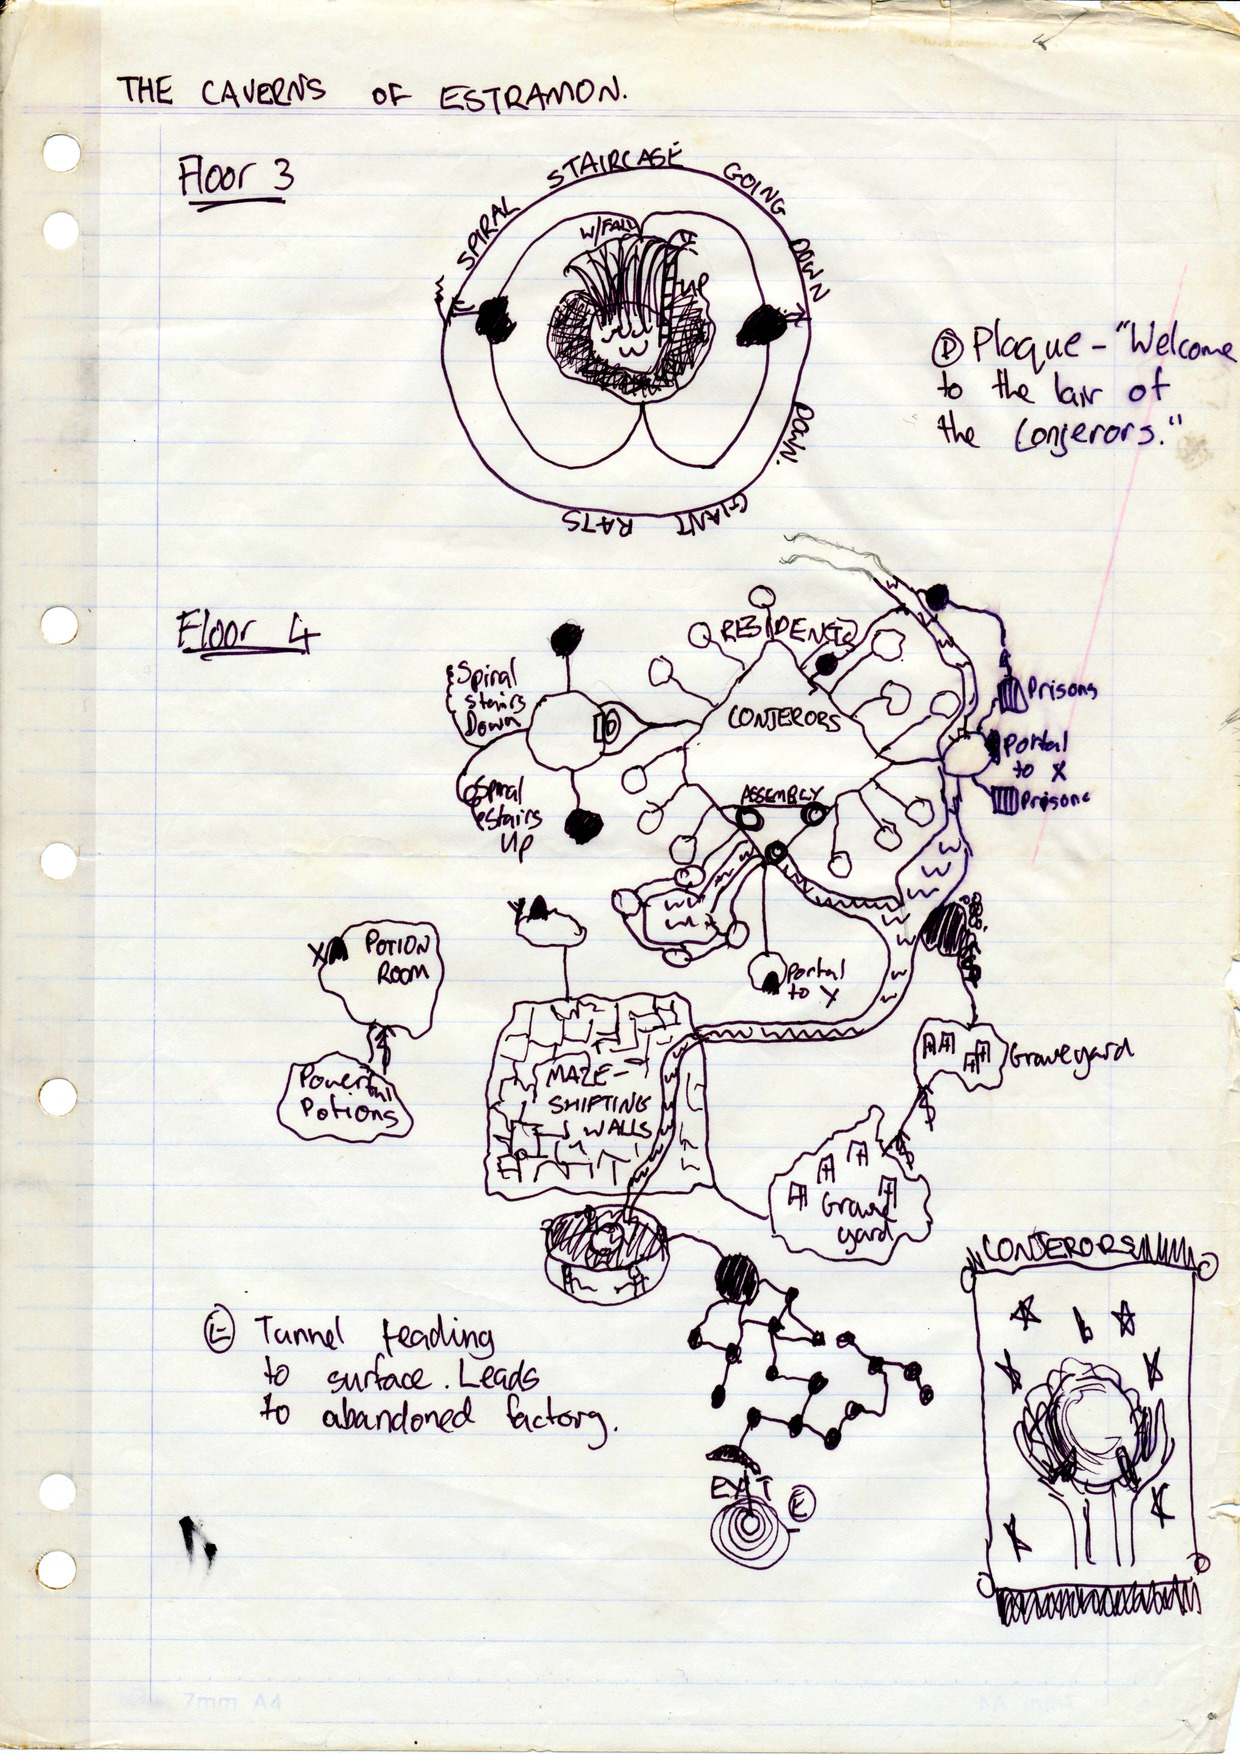 THE CAVERNS OF ESTRAMON.
Floor 3
SPIRAL STAIRCASE GOING DOWN DOWN.
W/FALL
UP
W
GIANT RATS
Ⓓ Plaque - "Welcome
to the lair of
the Conjerors."
Floor 4
RESIDENTS
Spiral
stairs
Down
CONJERORS
Prisons
Portal
to X
Prisons
Spiral
stairs
Up
ASSEMBLY
Y
X
POTION
ROOM
Portal
to Y
Powerful
Potions
MAZE-
SHIFTING
WALLS
Graveyard
Grave
yard
CONJERORS
Ⓔ Tunnel leading
to surface. Leads
to abandoned factory.
EXIT
Ⓔ
7mm A4